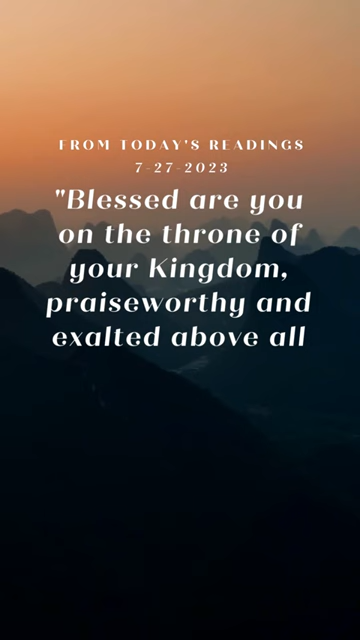 FROM TODAY'S READINGS
7-27-2023
"Blessed are you
on the throne of
your Kingdom,
praiseworthy and
exalted above all